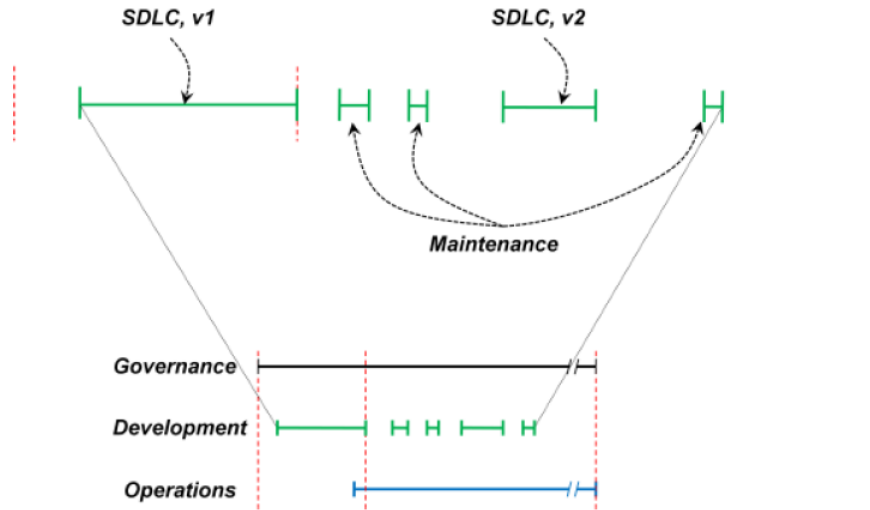 SDLC, v1
SDLC, v2
Maintenance
Governance
Development
Operations